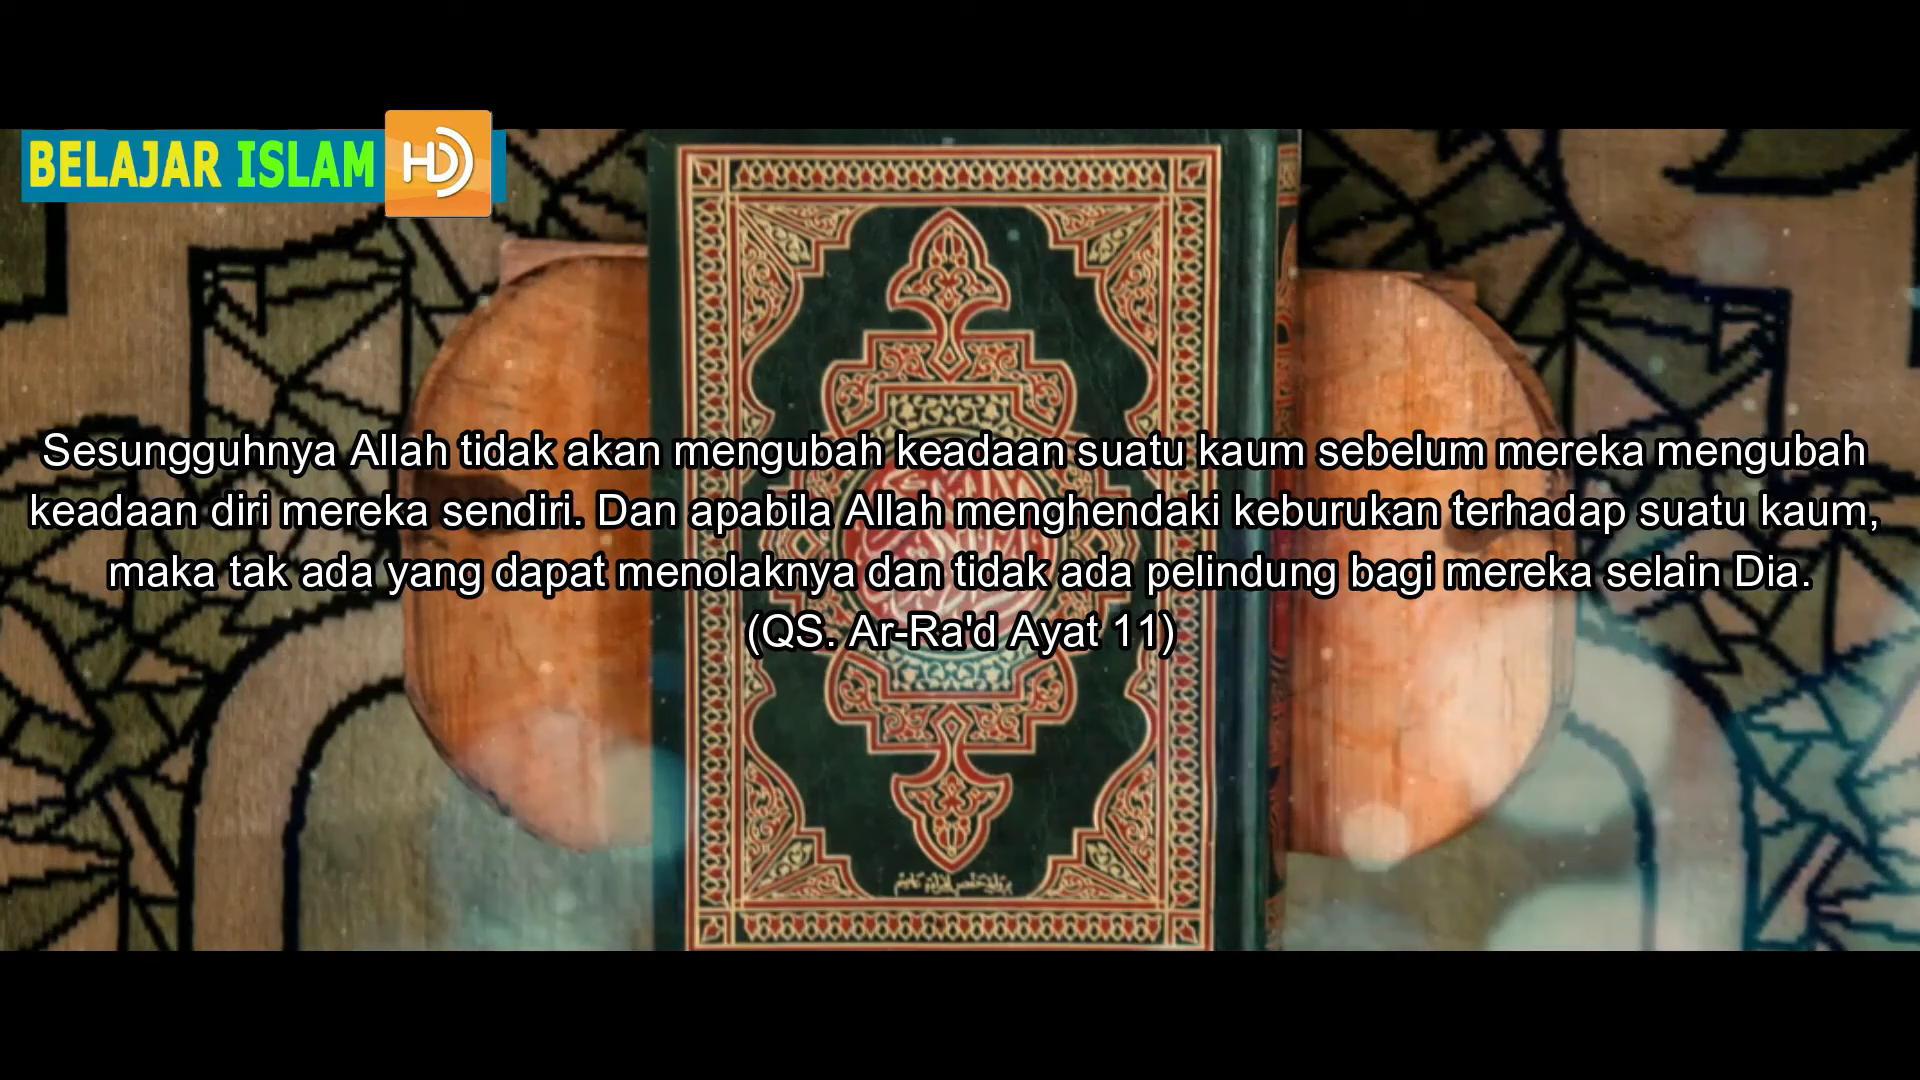 BELAJAR ISLAM HD
Sesungguhnya Allah tidak akan mengubah keadaan suatu kaum sebelum mereka mengubah
keadaan diri mereka sendiri. Dan apabila Allah menghendaki keburukan terhadap suatu kaum,
maka tak ada yang dapat menolaknya dan tidak ada pelindung bagi mereka selain Dia.
(QS. Ar-Ra'd Ayat 11)